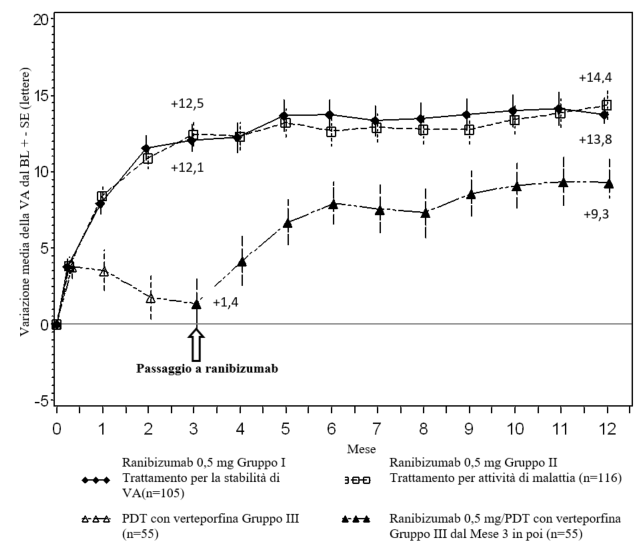 Variazione media della VA dal BL + - SE (lettere)
20
15
10
5
0
-5
+12,5
+12,1
+14,4
+13,8
+9,3
+1,4
Passaggio a ranibizumab
0 1 2 3 4 5 6 7 8 9 10 11 12
Mese
Ranibizumab 0,5 mg Gruppo I
Trattamento per la stabilità di
VA(n=105)
Ranibizumab 0,5 mg Gruppo II
Trattamento per attività di malattia (n=116)
PDT con verteporfina Gruppo III
(n=55)
Ranibizumab 0,5 mg/PDT con verteporfina
Gruppo III dal Mese 3 in poi (n=55)